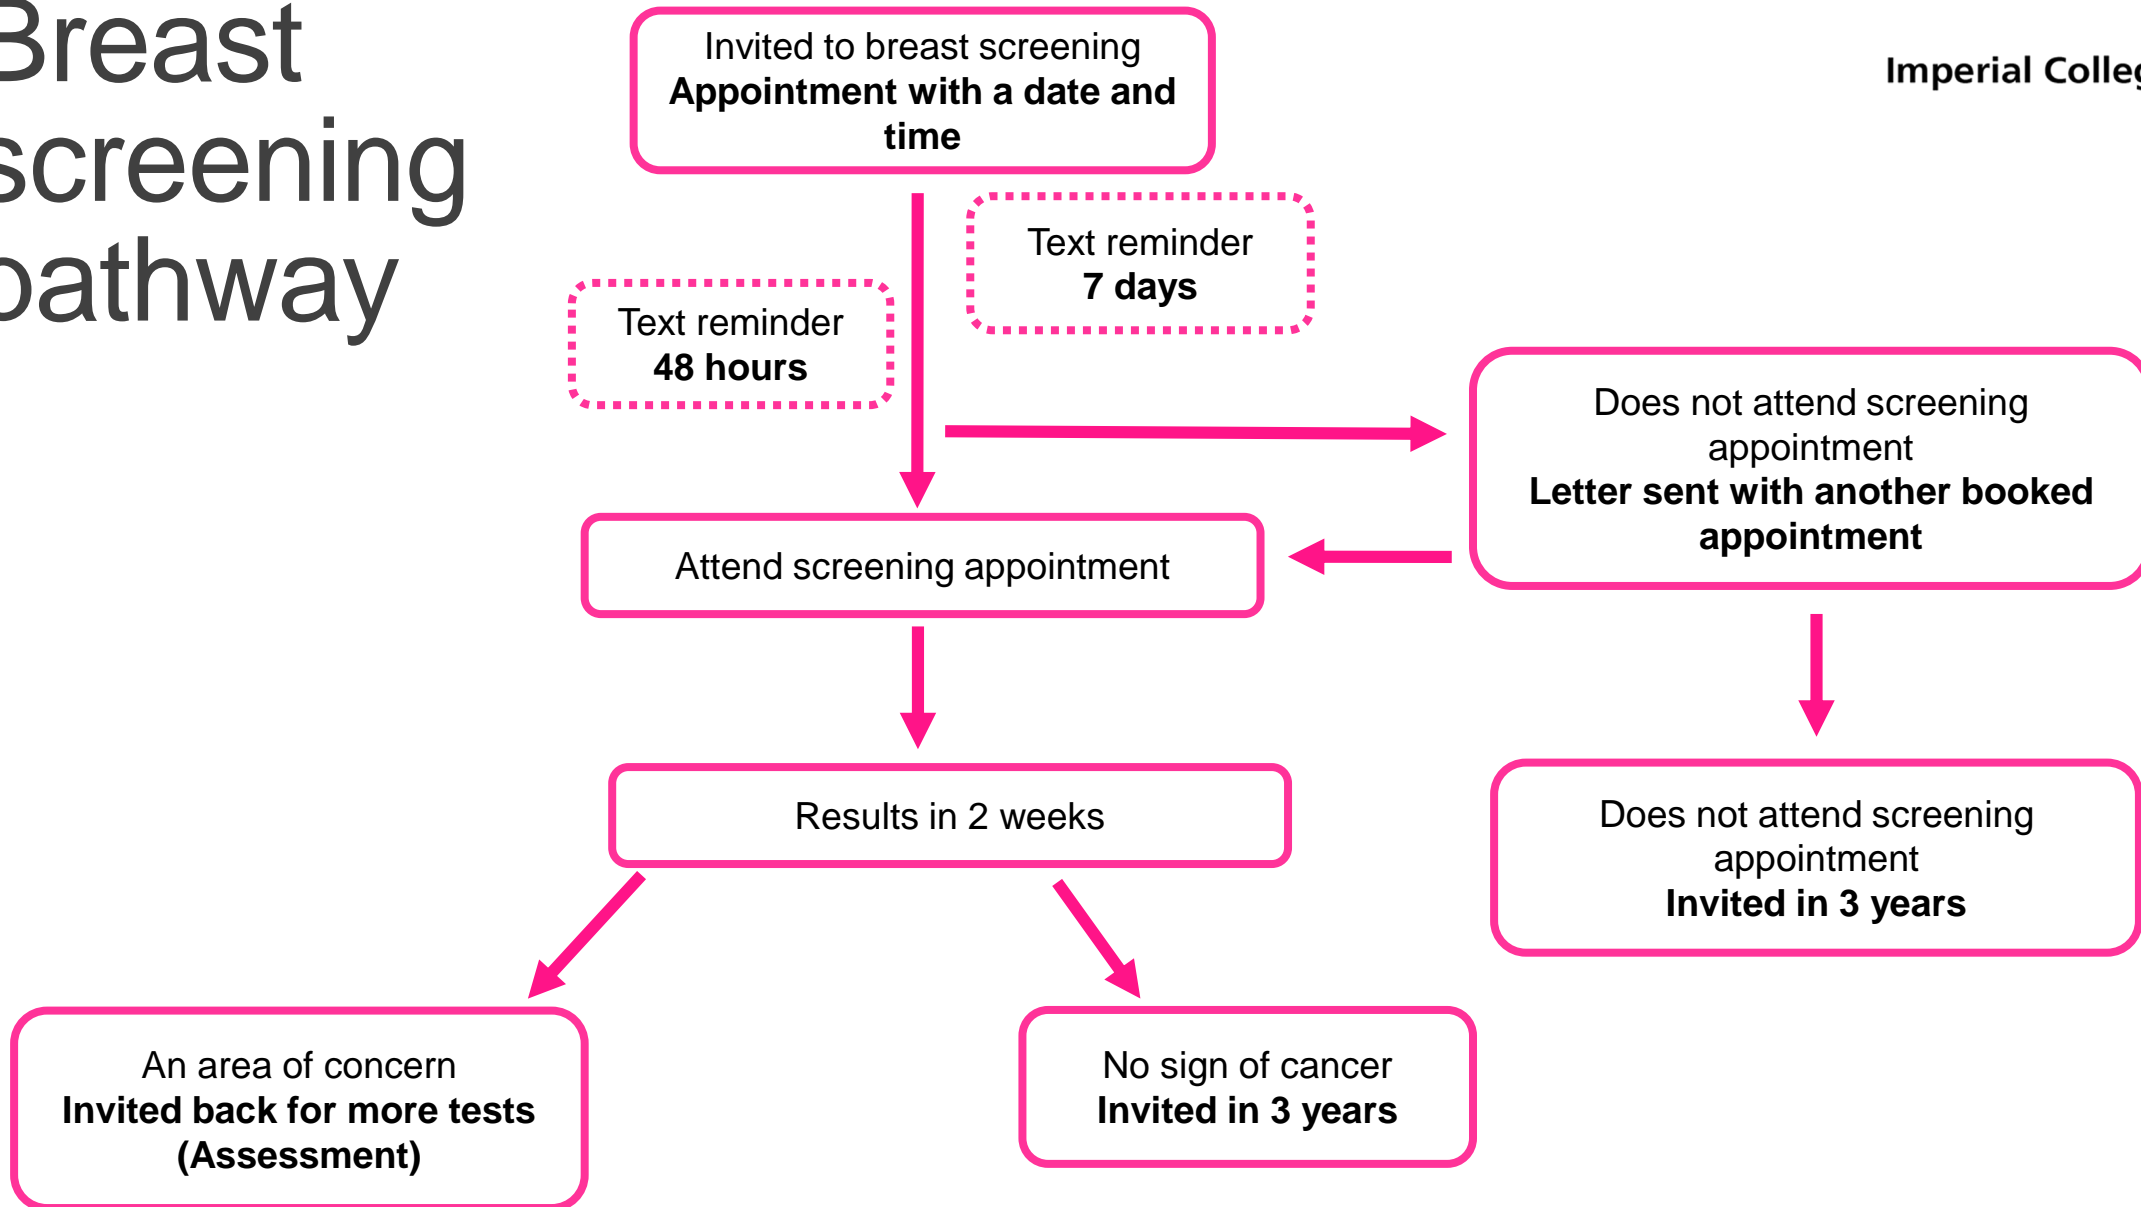 Breast
screening
pathway
Invited to breast screening
Appointment with a date and
time
Imperial Colleg
Text reminder
7 days
Text reminder
48 hours
Does not attend screening
appointment
Letter sent with another booked
appointment
Attend screening appointment
Results in 2 weeks
Does not attend screening
appointment
Invited in 3 years
An area of concern
Invited back for more tests
(Assessment)
No sign of cancer
Invited in 3 years